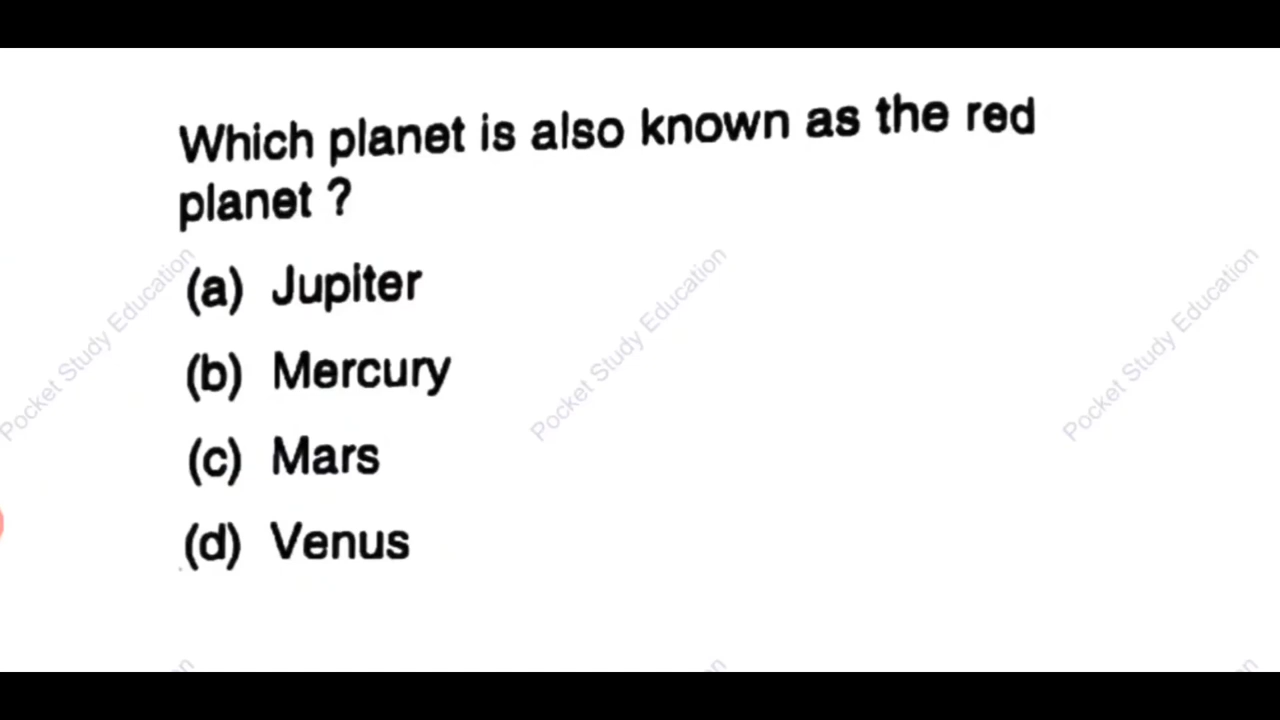 Which planet is also known as the red
planet ?
(a) Jupiter
(b) Mercury
(c) Mars
(d) Venus
Pocket Study Education
Pocket Study Education
Pocket Study Education